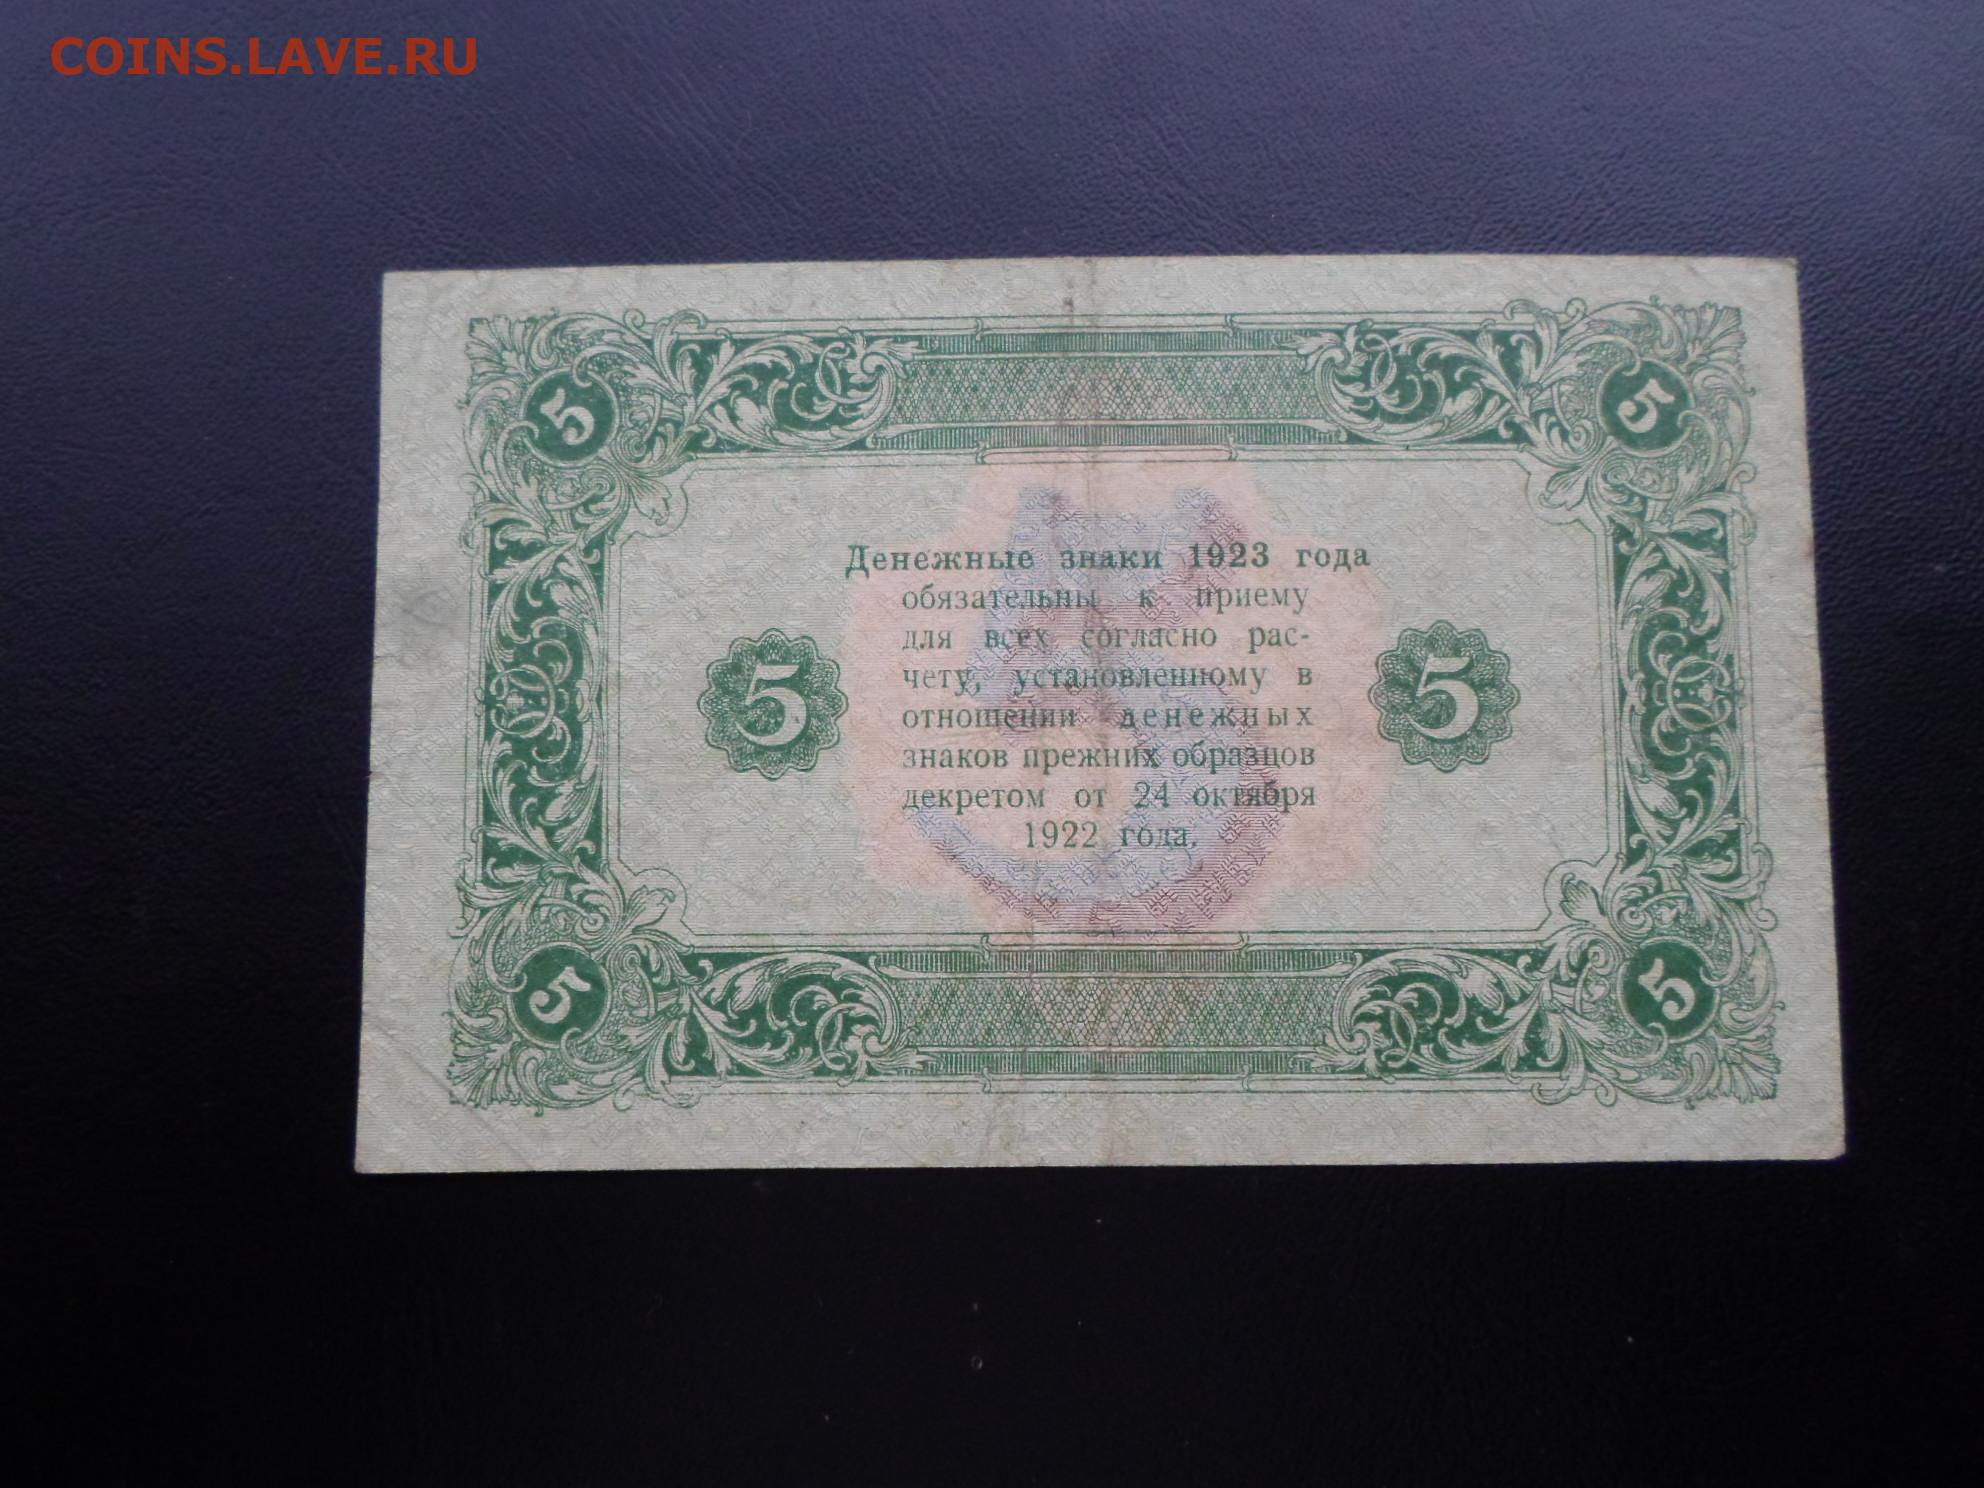 COINS.LAVE.RU
5 5
Денежные знаки 1923 года
обязательны к приему
для всех согласно рас-
чету, установленному в
5 5 5
отношении денежных
знаков прежних образцов
декретом от 24 октября
1922 года.
5 5